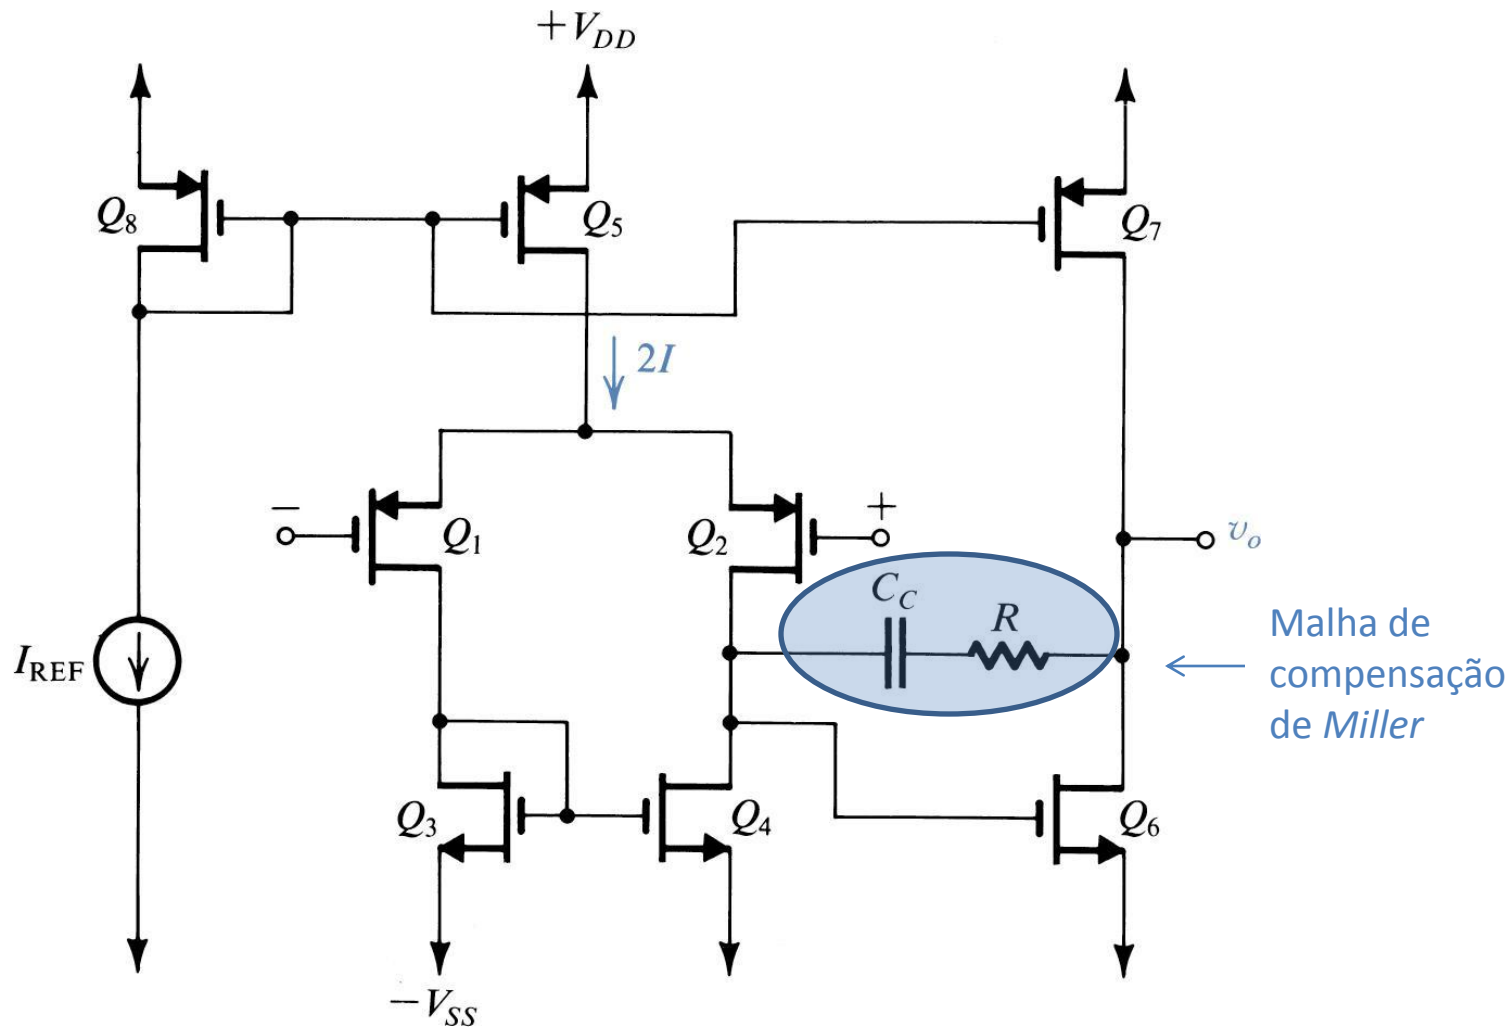 +V_DD
Q_8
Q_5
Q_7
2I
−
Q_1
Q_2
+
v_o
C_C
R
I_REF
Malha de
compensação
de Miller
Q_3
Q_4
Q_6
−V_SS